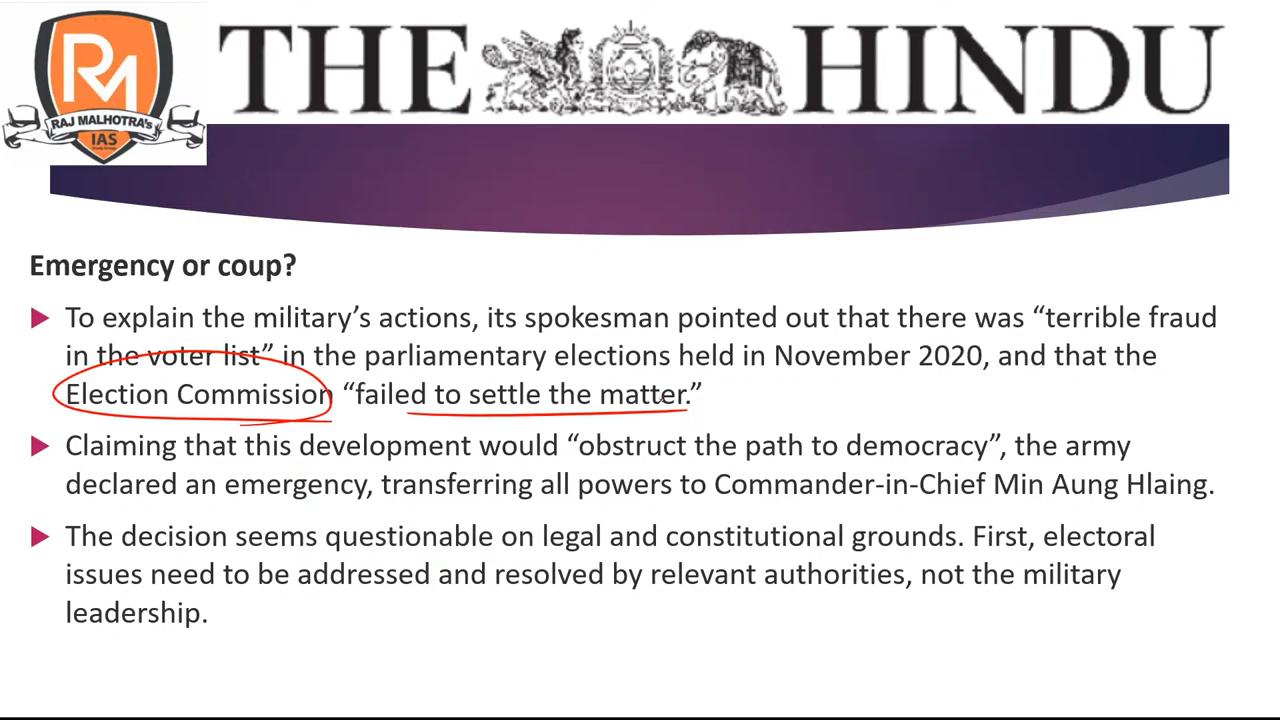 RM
RAJ MALHOTRA'S
IAS
Study Group
THE HINDU
Emergency or coup?
To explain the military’s actions, its spokesman pointed out that there was “terrible fraud
in the voter list” in the parliamentary elections held in November 2020, and that the
Election Commission “failed to settle the matter.”
Claiming that this development would “obstruct the path to democracy”, the army
declared an emergency, transferring all powers to Commander-in-Chief Min Aung Hlaing.
The decision seems questionable on legal and constitutional grounds. First, electoral
issues need to be addressed and resolved by relevant authorities, not the military
leadership.